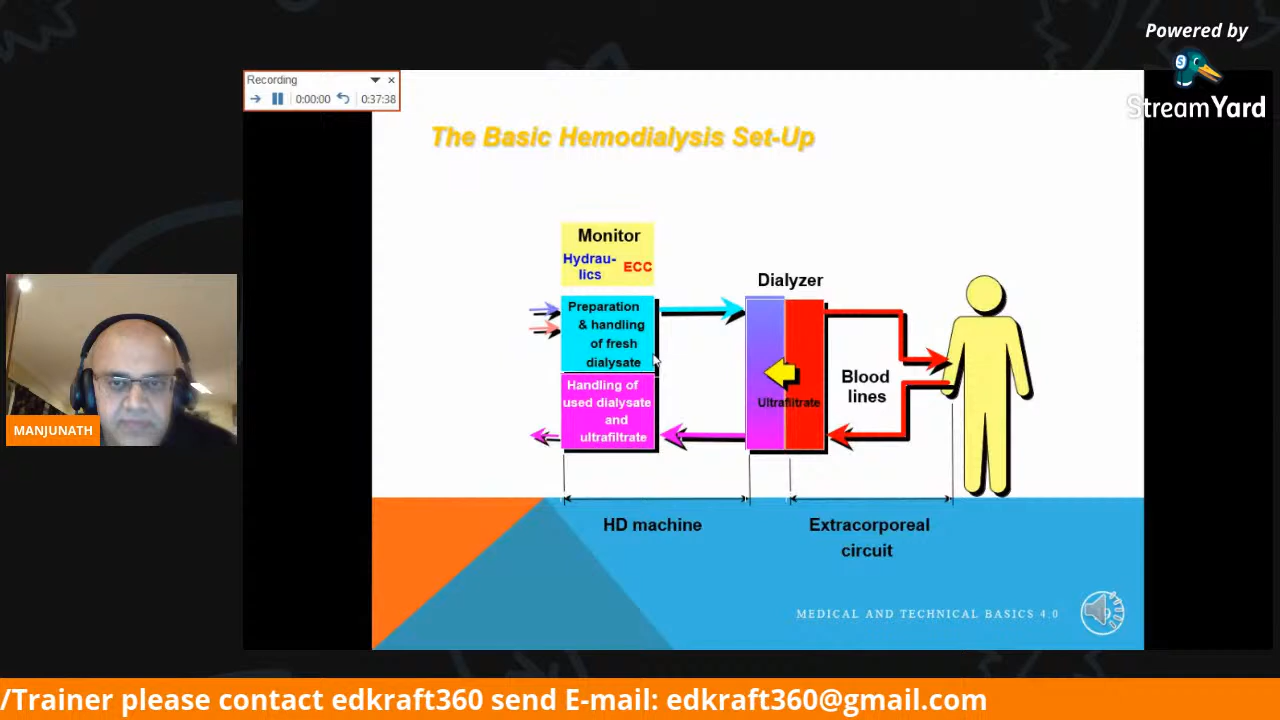 Powered by
StreamYard
Recording
0:00:00
0:37:38
The Basic Hemodialysis Set-Up
Monitor
Hydrau-
lics
ECC
Preparation
& handling
of fresh
dialysate
Handling of
used dialysate
and
ultrafiltrate
Dialyzer
Ultrafiltrate
Blood
lines
HD machine
Extracorporeal
circuit
MEDICAL AND TECHNICAL BASICS 4.0
MANJUNATH
/Trainer please contact edkraft360 send E-mail: edkraft360@gmail.com